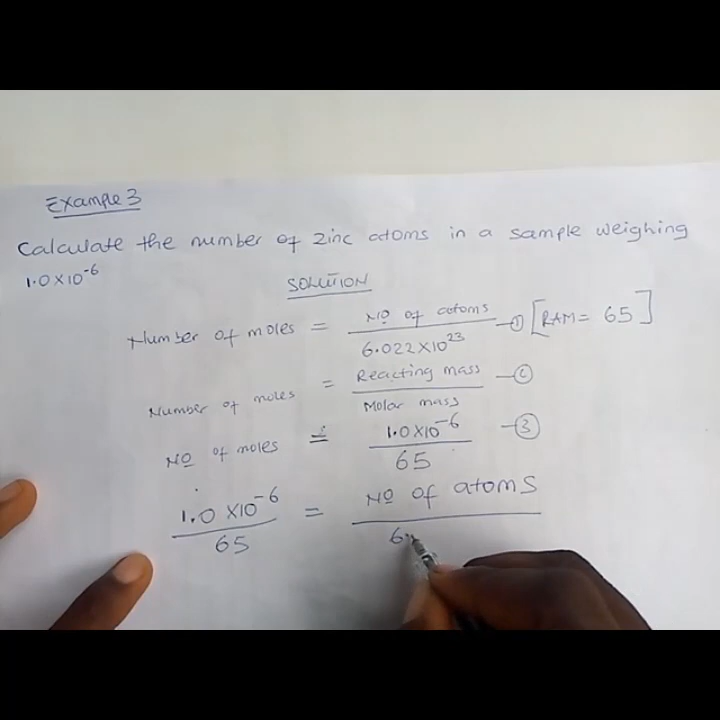 Example 3
Calculate the number of zinc atoms in a sample weighing
1.0×10⁻⁶
SOLUTION
Number of moles = No of atoms / 6.022×10²³ —① [RAM= 65]
Number of moles = Reacting mass / Molar mass —②
No of moles = 1.0×10⁻⁶ / 65 —③
1.0×10⁻⁶ / 65 = No of atoms / 6.